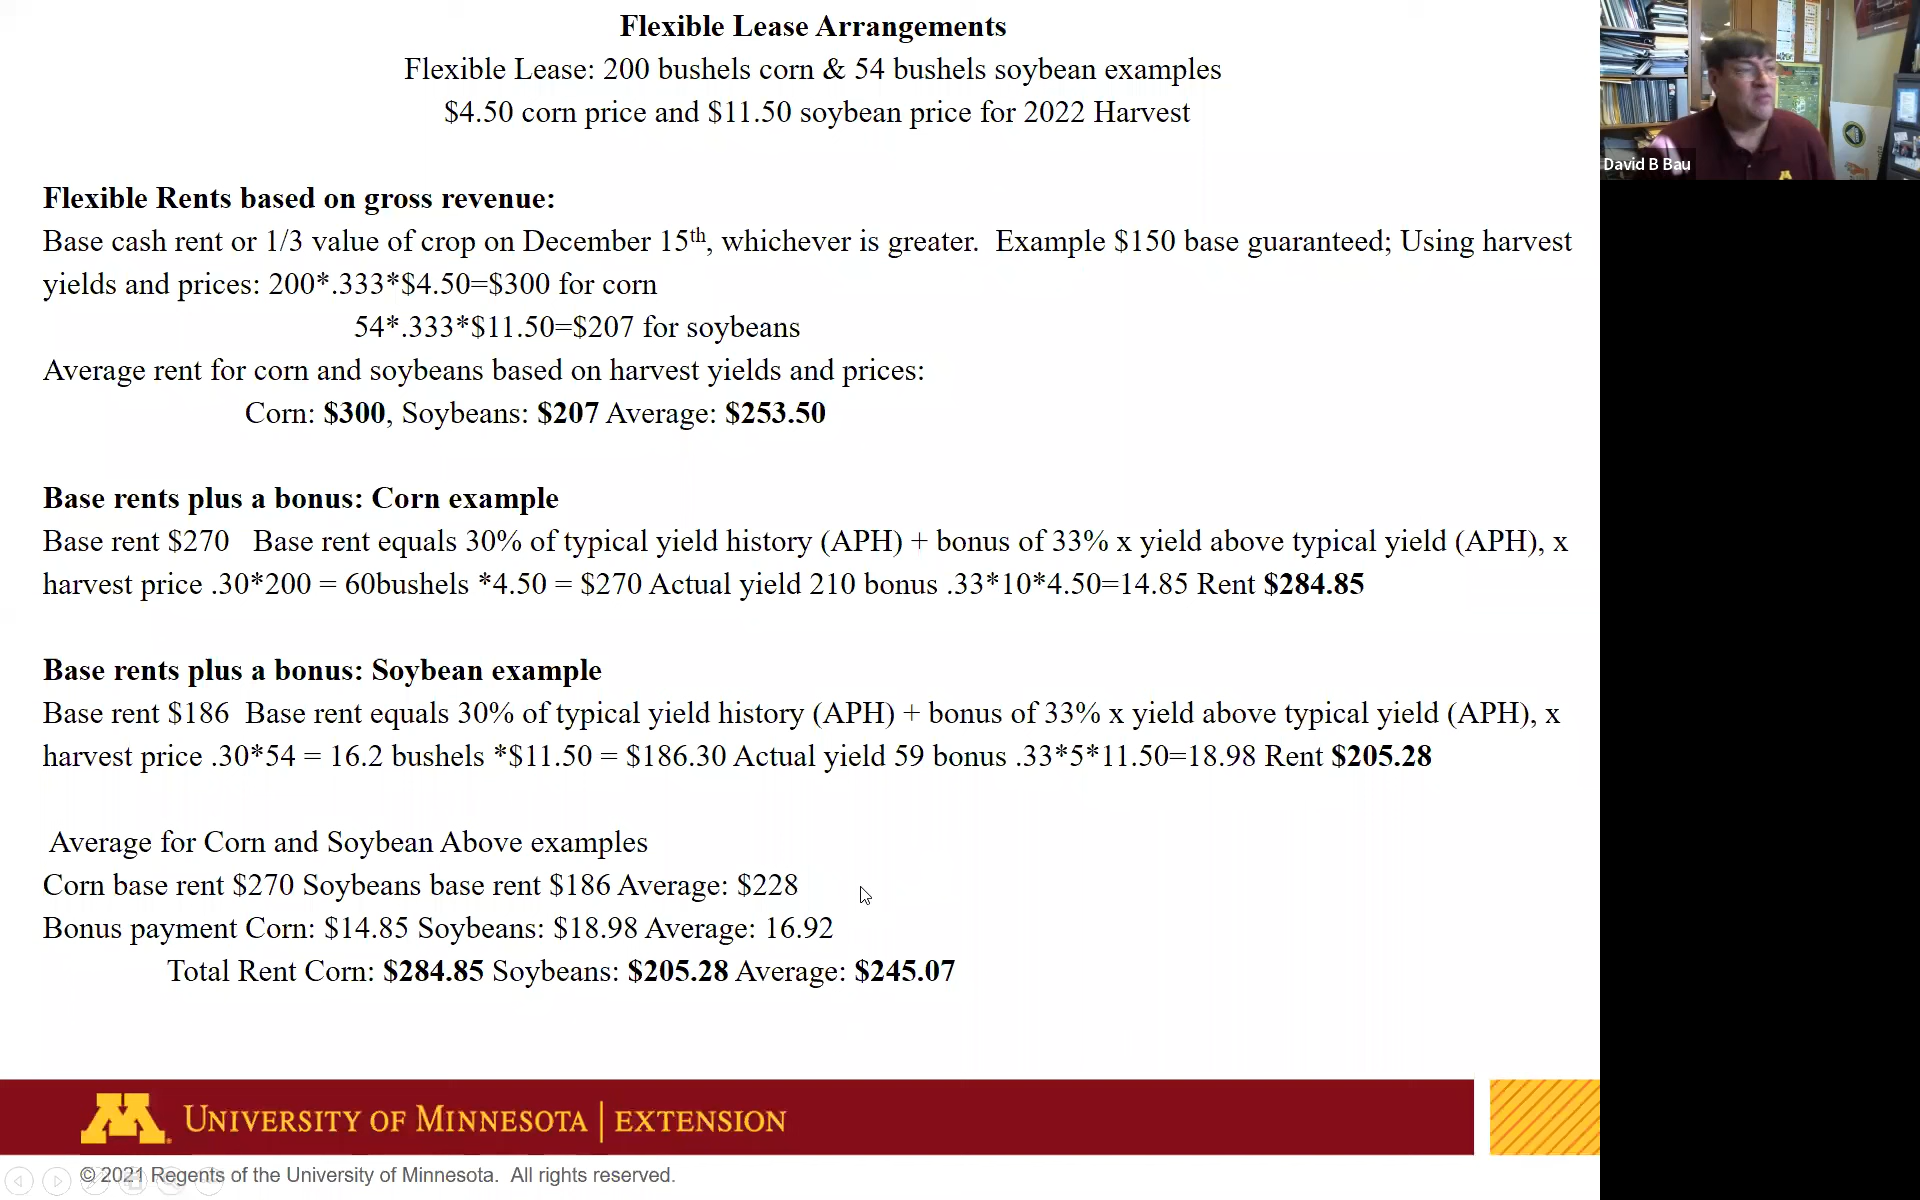 Flexible Lease Arrangements
Flexible Lease: 200 bushels corn & 54 bushels soybean examples
$4.50 corn price and $11.50 soybean price for 2022 Harvest
David B Bau
Flexible Rents based on gross revenue:
Base cash rent or 1/3 value of crop on December 15th, whichever is greater.  Example $150 base guaranteed; Using harvest
yields and prices: 200*.333*$4.50=$300 for corn
54*.333*$11.50=$207 for soybeans
Average rent for corn and soybeans based on harvest yields and prices:
Corn: $300, Soybeans: $207 Average: $253.50
Base rents plus a bonus: Corn example
Base rent $270   Base rent equals 30% of typical yield history (APH) + bonus of 33% x yield above typical yield (APH), x
harvest price .30*200 = 60bushels *4.50 = $270 Actual yield 210 bonus .33*10*4.50=14.85 Rent $284.85
Base rents plus a bonus: Soybean example
Base rent $186  Base rent equals 30% of typical yield history (APH) + bonus of 33% x yield above typical yield (APH), x
harvest price .30*54 = 16.2 bushels *$11.50 = $186.30 Actual yield 59 bonus .33*5*11.50=18.98 Rent $205.28
Average for Corn and Soybean Above examples
Corn base rent $270 Soybeans base rent $186 Average: $228
Bonus payment Corn: $14.85 Soybeans: $18.98 Average: 16.92
Total Rent Corn: $284.85 Soybeans: $205.28 Average: $245.07
M University of Minnesota | EXTENSION
© 2021 Regents of the University of Minnesota.  All rights reserved.